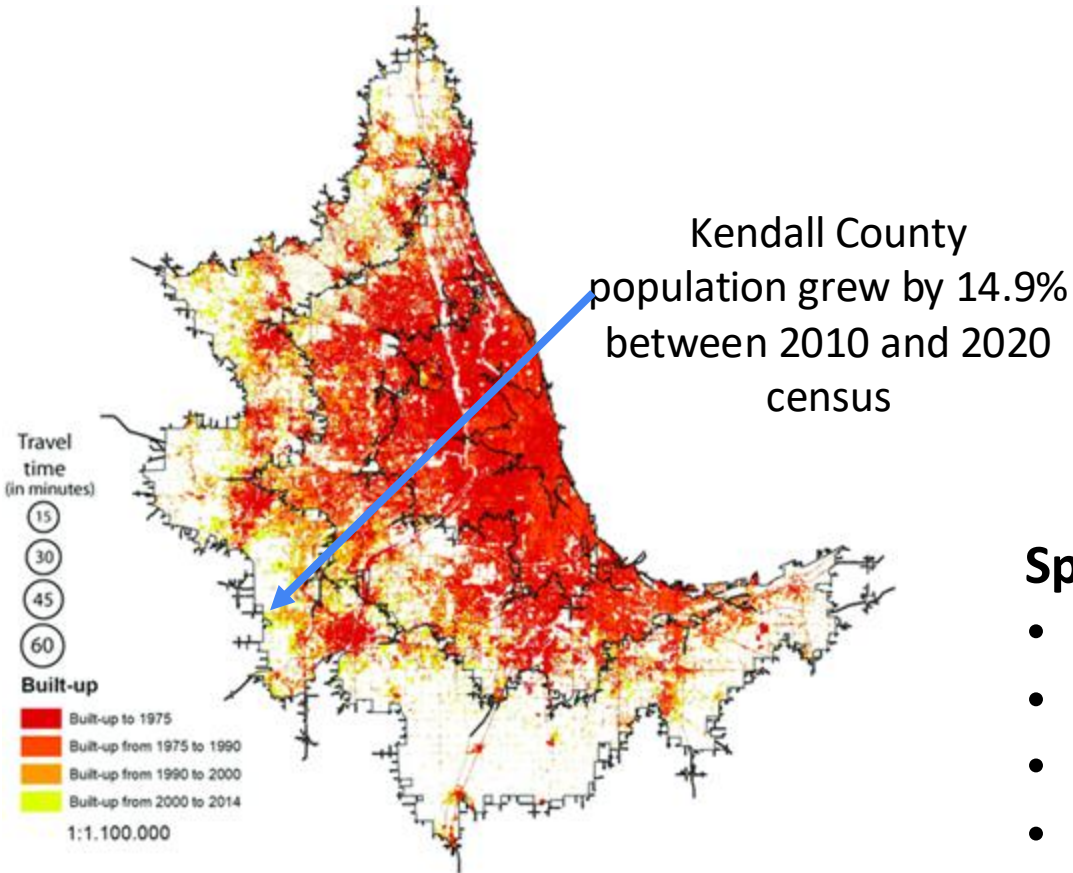 Kendall County
population grew by 14.9%
between 2010 and 2020
census
Travel
time
(in minutes)
15
30
45
60
Built-up
Built-up to 1975
Built-up from 1975 to 1990
Built-up from 1990 to 2000
Built-up from 2000 to 2014
1:1.100.000
Sp
•
•
•
•